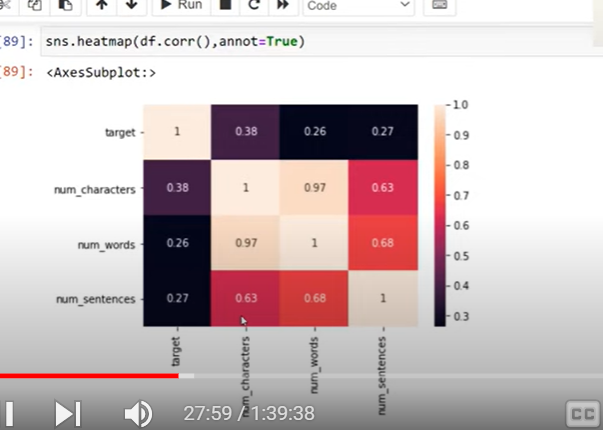 Run
Code
[89]: sns.heatmap(df.corr(),annot=True)
[89]: <AxesSubplot:>
target 1 0.38 0.26 0.27
num_characters 0.38 1 0.97 0.63
num_words 0.26 0.97 1 0.68
num_sentences 0.27 0.63 0.68 1
1.0
0.9
0.8
0.7
0.6
0.5
0.4
0.3
target
num_characters
num_words
num_sentences
27:59 / 1:39:38
CC